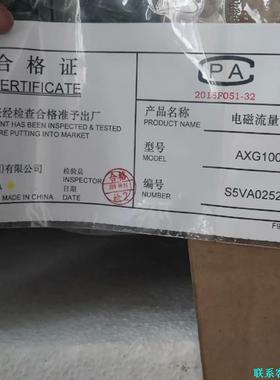 合格证
CERTIFICATE
PA
2018F051-32
经检查合格准予出厂
ENT HAS BEEN INSPECTED & TESTED
RE PUTTING INTO MARKET
产品名称
PRODUCT NAME
电磁流量
型号
MODEL
AXG100
编号
NUMBER
S5VA0252
)有限公司
MADE IN CHINA
检验员
INSPECTOR
日期
DATE
合格
联系客